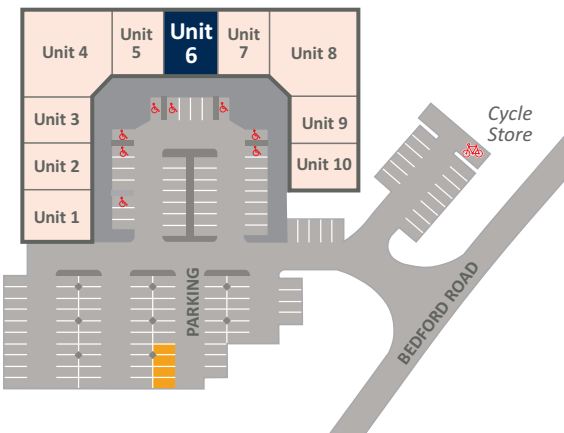 Unit 4
Unit
5
Unit
6
Unit
7
Unit 8
Unit 3
Unit 2
Unit 1
Unit 9
Unit 10
Cycle
Store
PARKING
BEDFORD ROAD